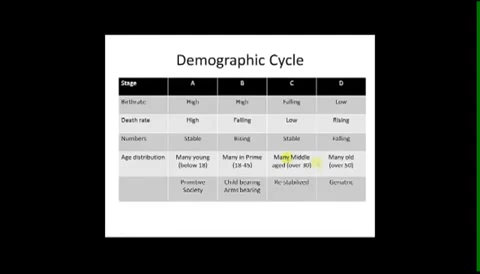 Demographic Cycle
Stage A B C D
Birthrate High High Falling Low
Death rate High Falling Low Rising
Numbers Stable Rising Stable Falling
Age distribution Many young Many in Prime Many Middle Many old
(below 18) (18-45) aged (over 30) (over 50)
Primitive Child bearing Re stabilized Geriatric
Society Arms bearing